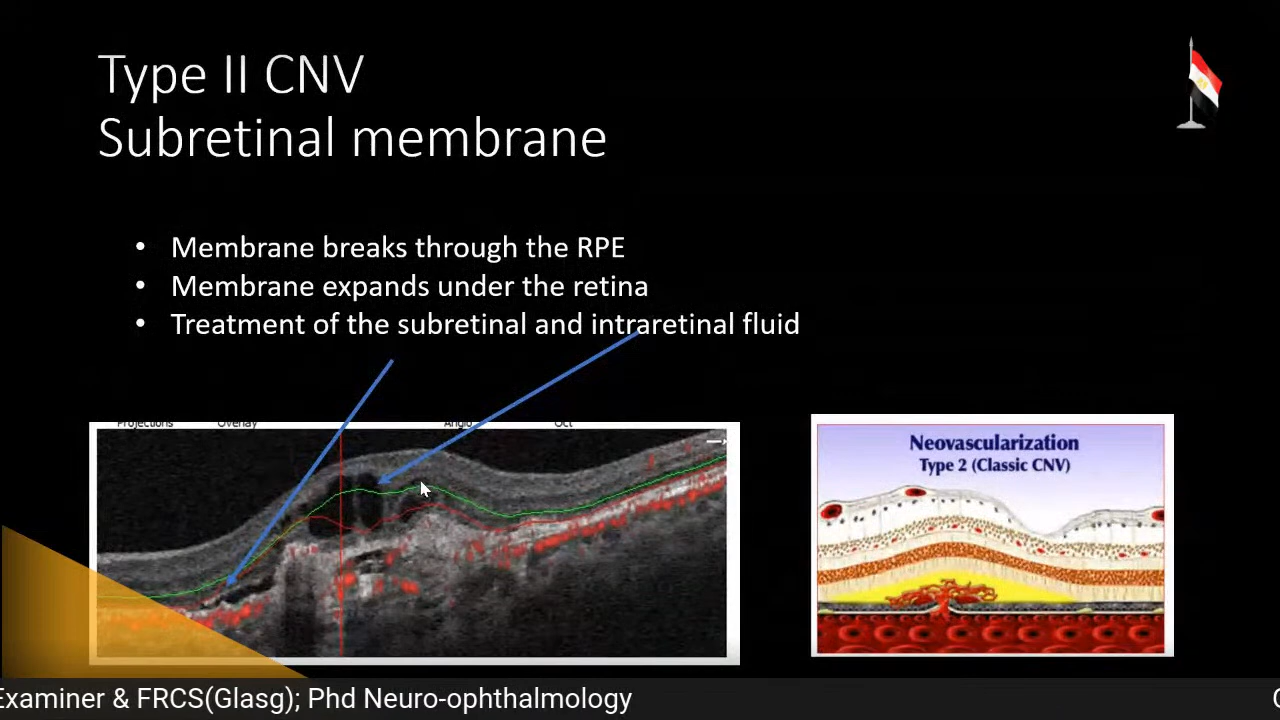 Type II CNV
Subretinal membrane
• Membrane breaks through the RPE
• Membrane expands under the retina
• Treatment of the subretinal and intraretinal fluid
Projections Overlay Angio Oct
Neovascularization
Type 2 (Classic CNV)
Examiner & FRCS(Glasg); Phd Neuro-ophthalmology